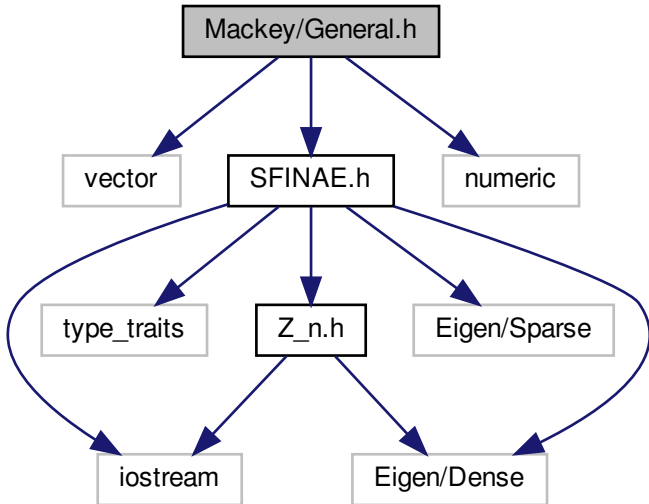 Mackey/General.h
vector
SFINAE.h
numeric
type_traits
Z_n.h
Eigen/Sparse
iostream
Eigen/Dense